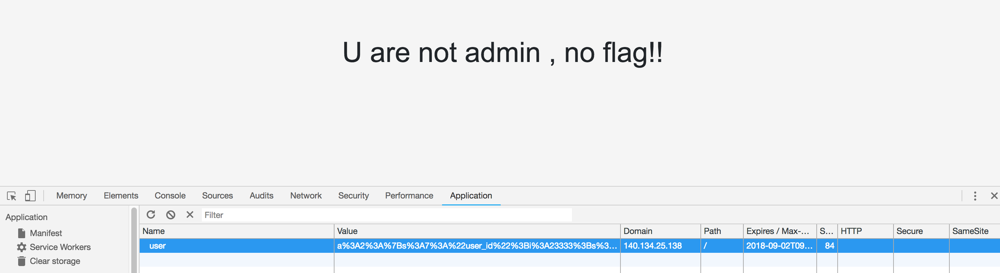 U are not admin , no flag!!
Memory Elements Console Sources Audits Network Security Performance Application
Application
Filter
Name Value Domain Path Expires / Max-... S... HTTP Secure SameSite
Manifest
user a%3A2%3A%7Bs%3A7%3A%22user_id%22%3Bi%3A23333%3Bs%3... 140.134.25.138 / 2018-09-02T09... 84
Service Workers
Clear storage